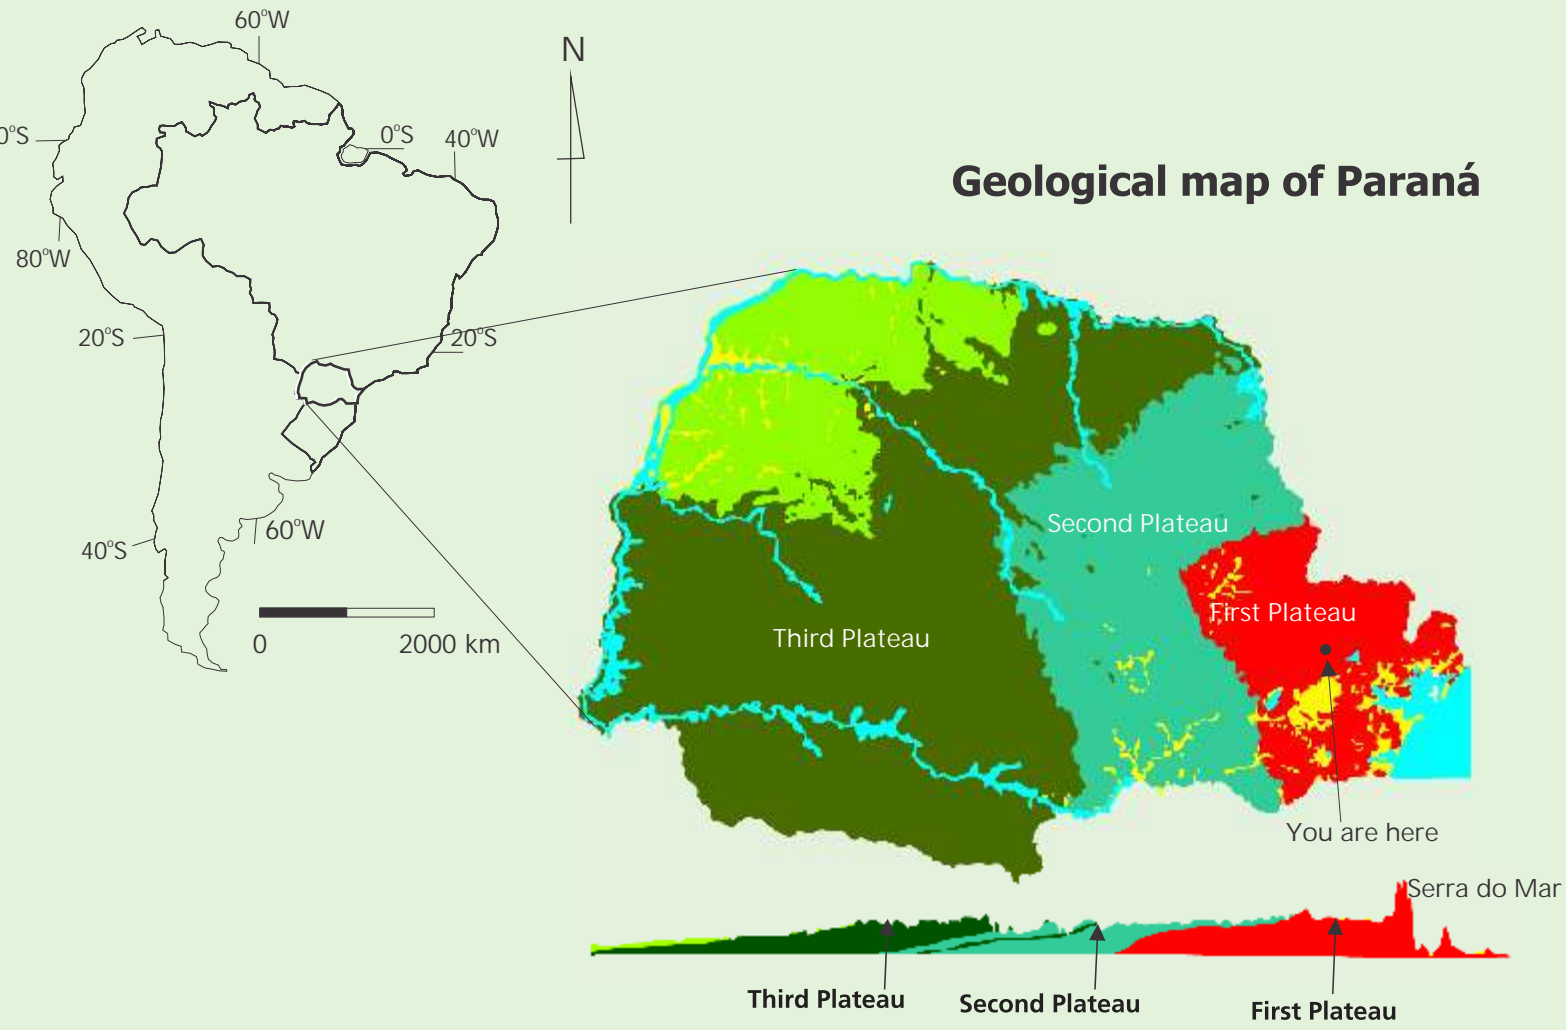 60°W
N
0°S
0°S
40°W
Geological map of Paraná
80°W
20°S
20°S
Second Plateau
60°W
40°S
First Plateau
Third Plateau
0
2000 km
You are here
Serra do Mar
Third Plateau
Second Plateau
First Plateau